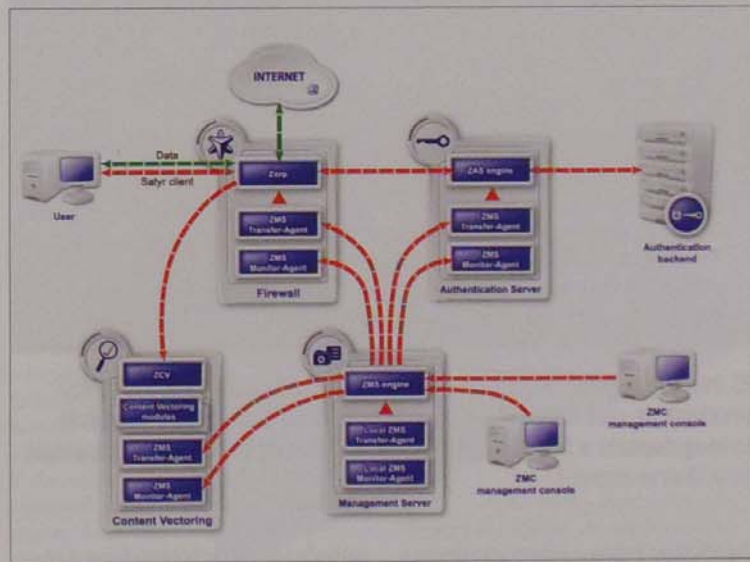 INTERNET
Data
Satyr client
User
Zorp
ZMS
Transfer-Agent
ZMS
Monitor-Agent
Firewall
ZAS engine
ZMS
Transfer-Agent
ZMS
Monitor-Agent
Authentication Server
Authentication
backend
ZCV
Content Vectoring
modules
ZMS
Transfer-Agent
ZMS
Monitor-Agent
Content Vectoring
ZMS engine
Local ZMS
Transfer-Agent
Local ZMS
Monitor-Agent
Management Server
ZMC
management console
ZMC
management console